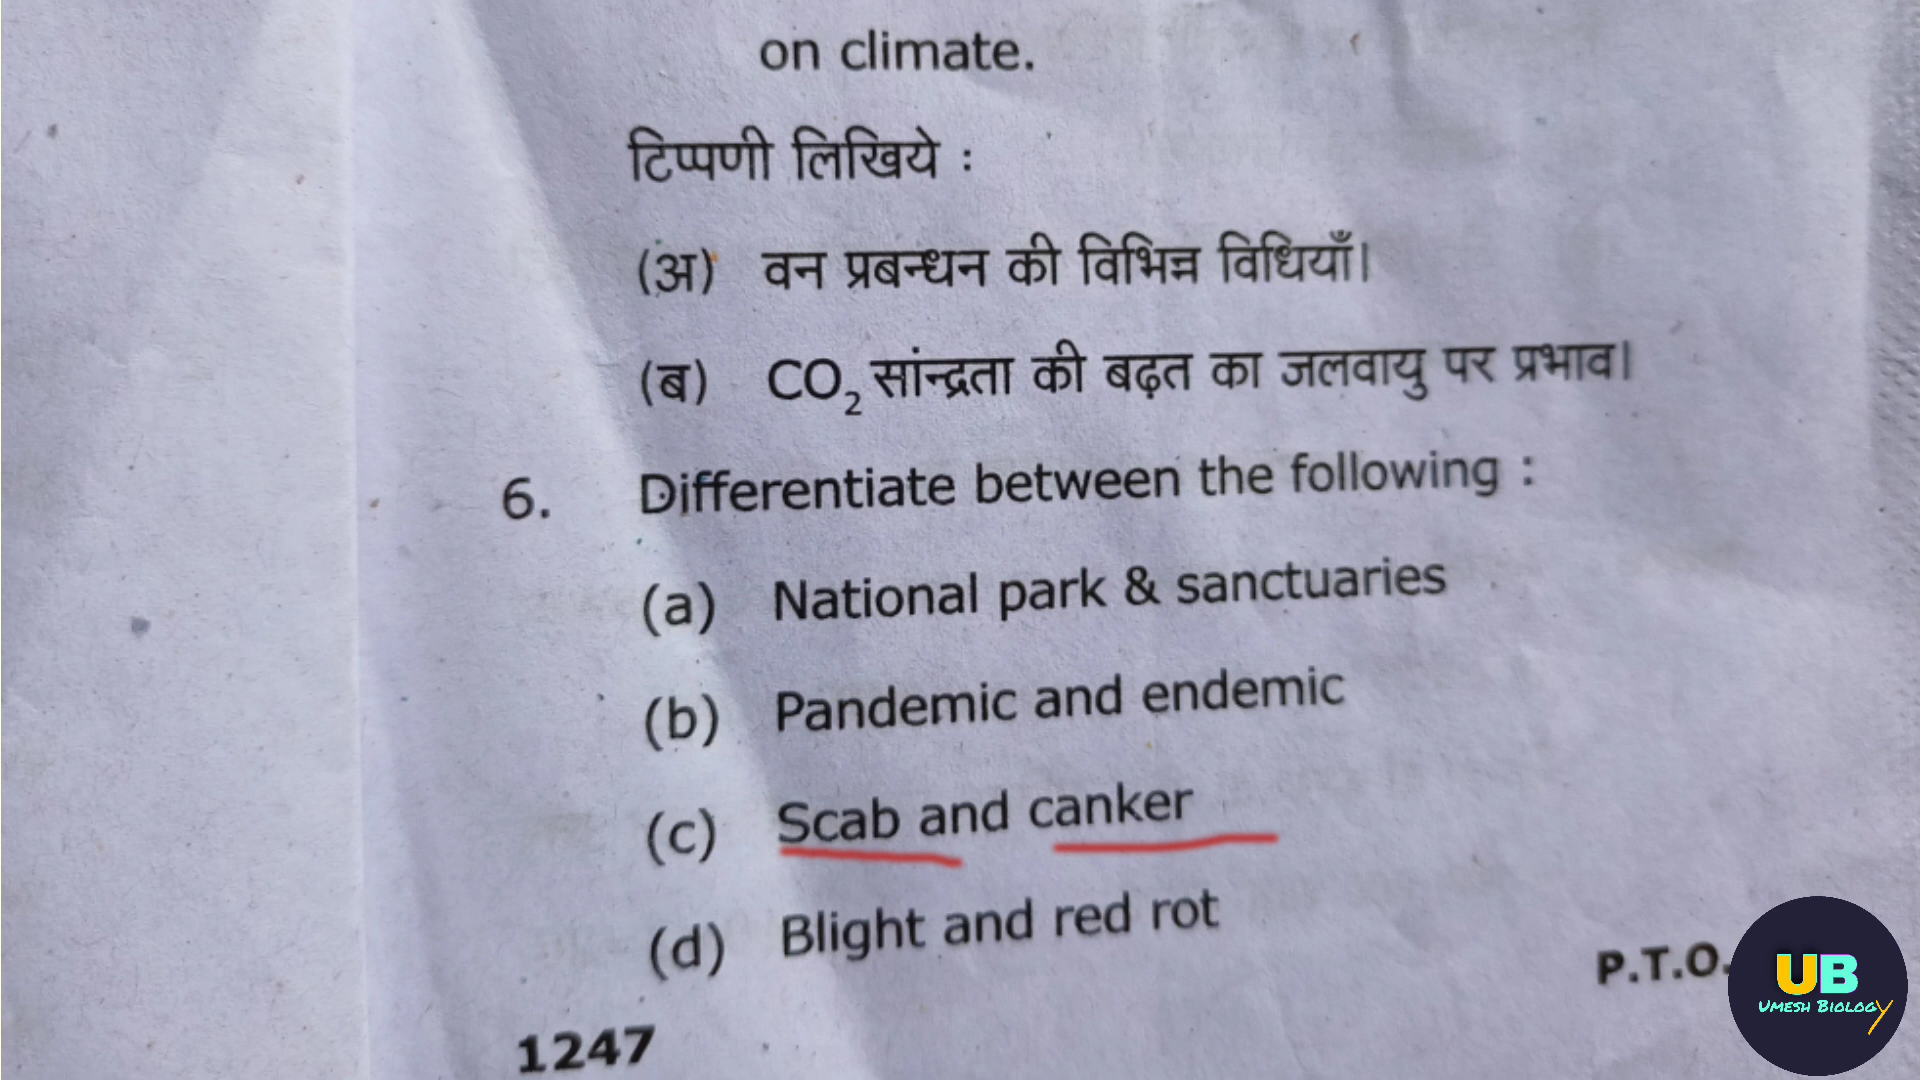 on climate.
टिप्पणी लिखिये :
(अ) वन प्रबन्धन की विभिन्न विधियाँ।
(ब) CO₂ सांन्द्रता की बढ़त का जलवायु पर प्रभाव।
6. Differentiate between the following :
(a) National park & sanctuaries
(b) Pandemic and endemic
(c) Scab and canker
(d) Blight and red rot
P.T.O.
1247
UB
UMESH BIOLOGY